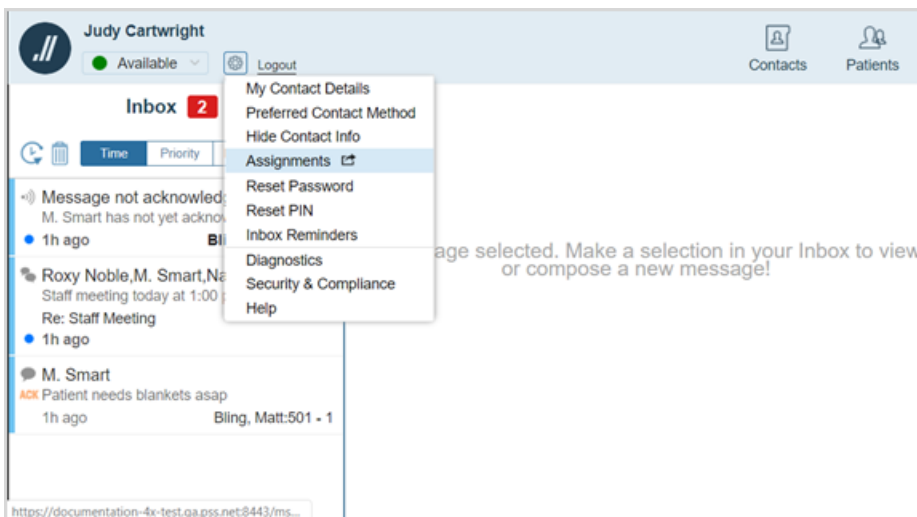 Judy Cartwright
Available
Logout
Contacts
Patients
My Contact Details
Preferred Contact Method
Hide Contact Info
Assignments
Reset Password
Reset PIN
Inbox Reminders
Diagnostics
Security & Compliance
Help
Inbox 2
Time Priority
Message not
M. Smart has not yet
1h ago
Roxy Noble,M. Smart,
Staff meeting today at 1:00
Re: Staff Meeting
1h ago
M. Smart
ACK Patient needs blankets asap
1h ago Bling, Matt:501 - 1
selected. Make a selection in your Inbox to view
or compose a new message!
https://documentation-4x-test.qa.pss.net:8443/ms...